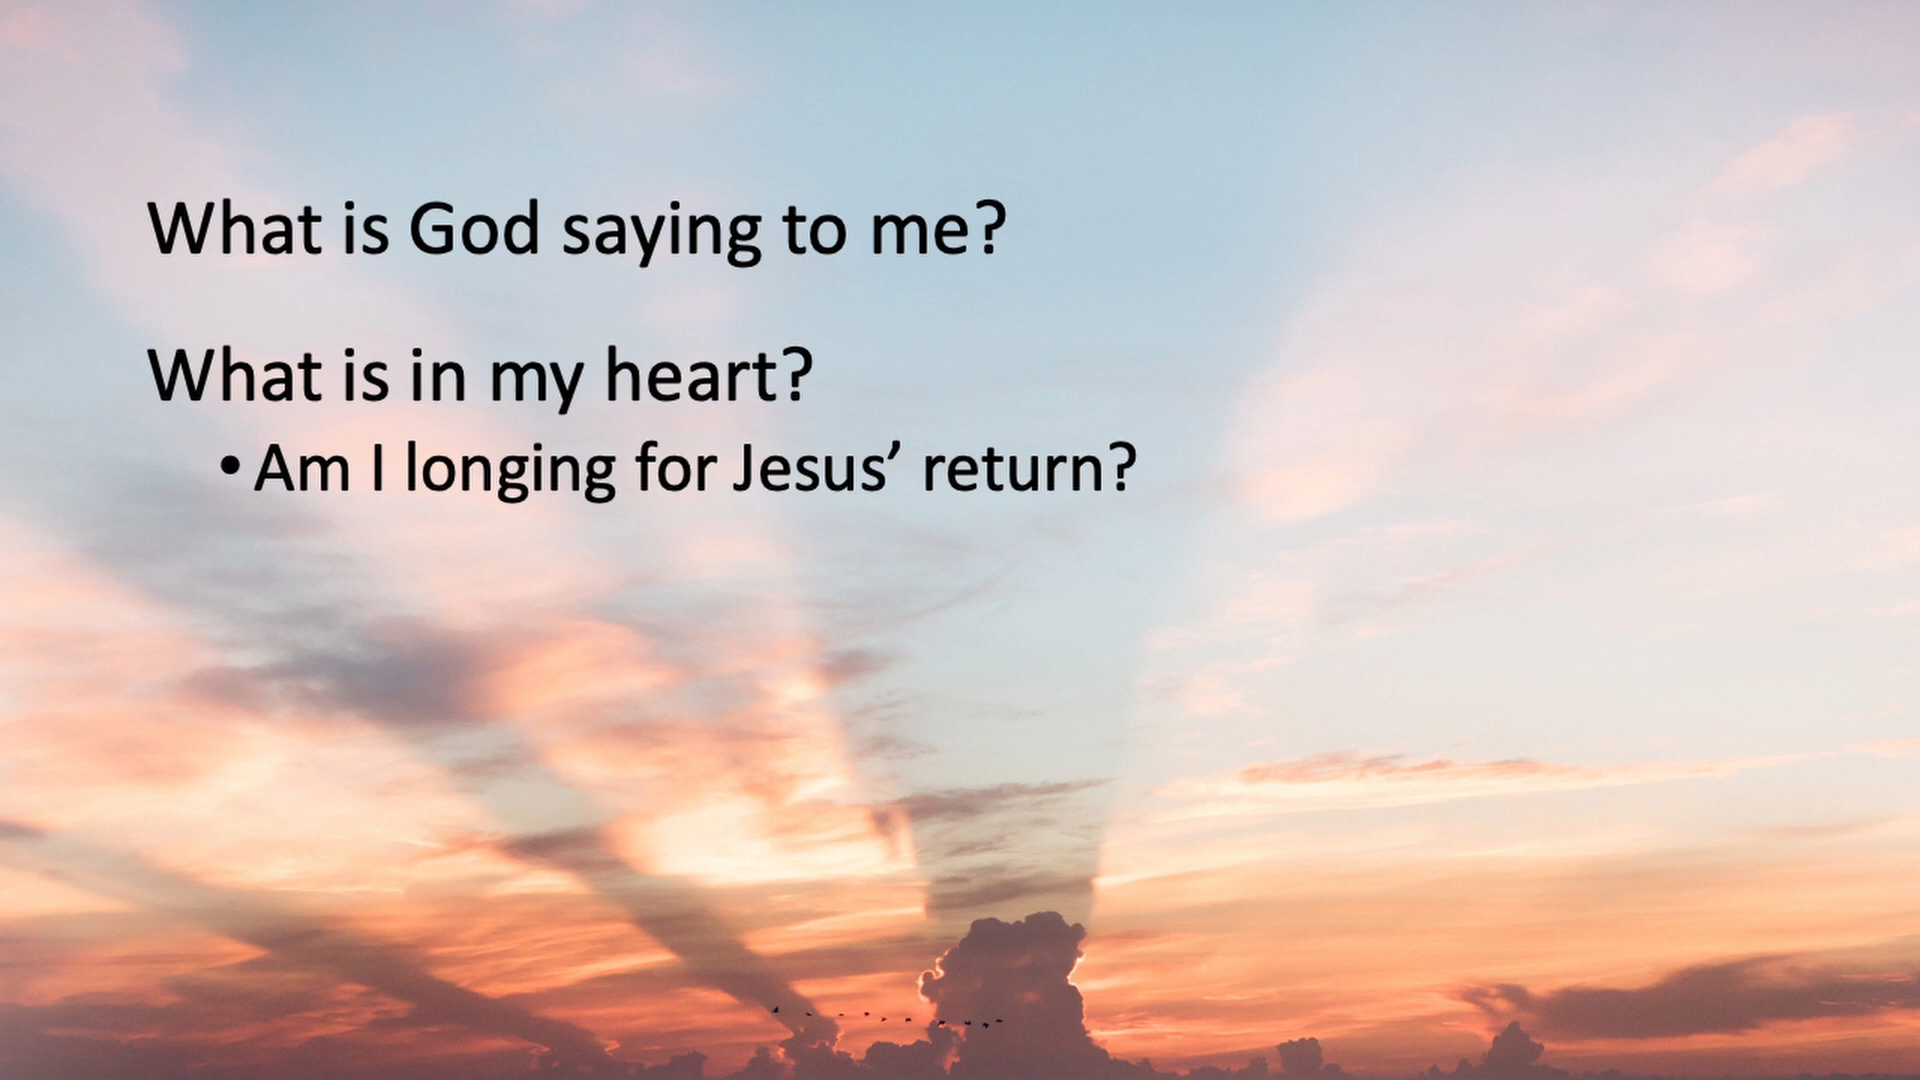 What is God saying to me?
What is in my heart?
• Am I longing for Jesus’ return?